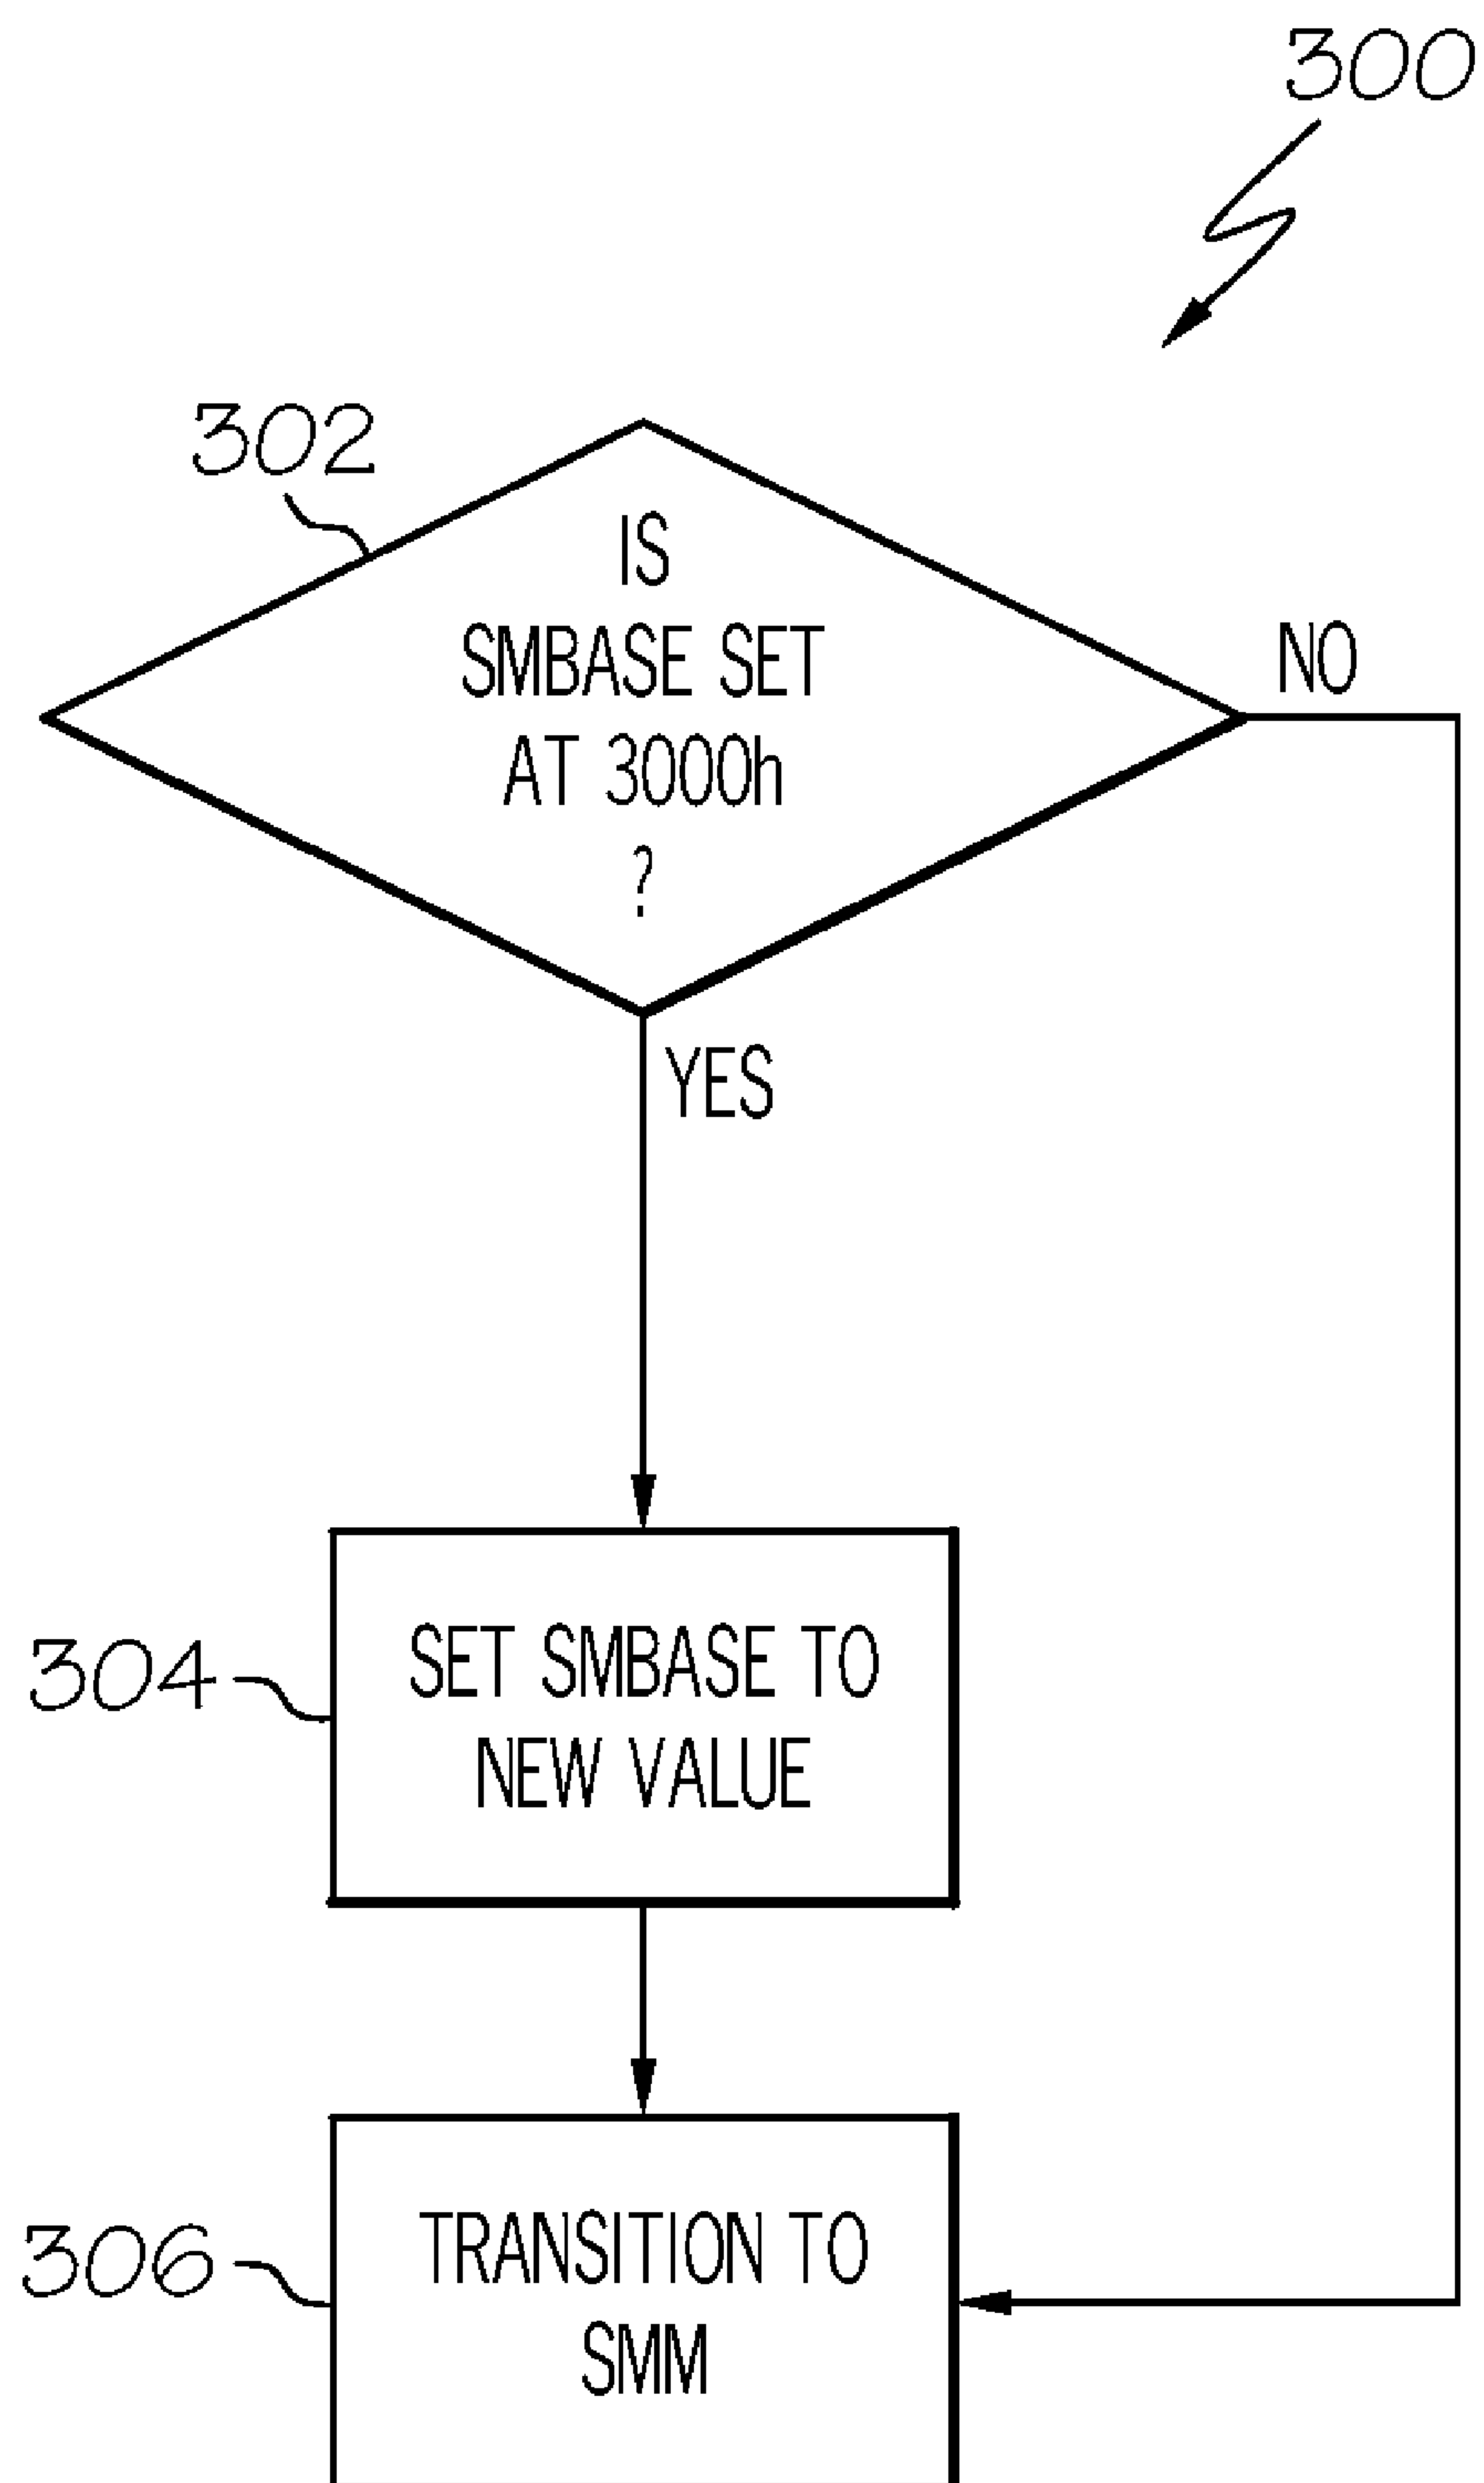 300
302
IS
SMBASE SET
AT 3000h
?
NO
YES
304
SET SMBASE TO
NEW VALUE
306
TRANSITION TO
SMM